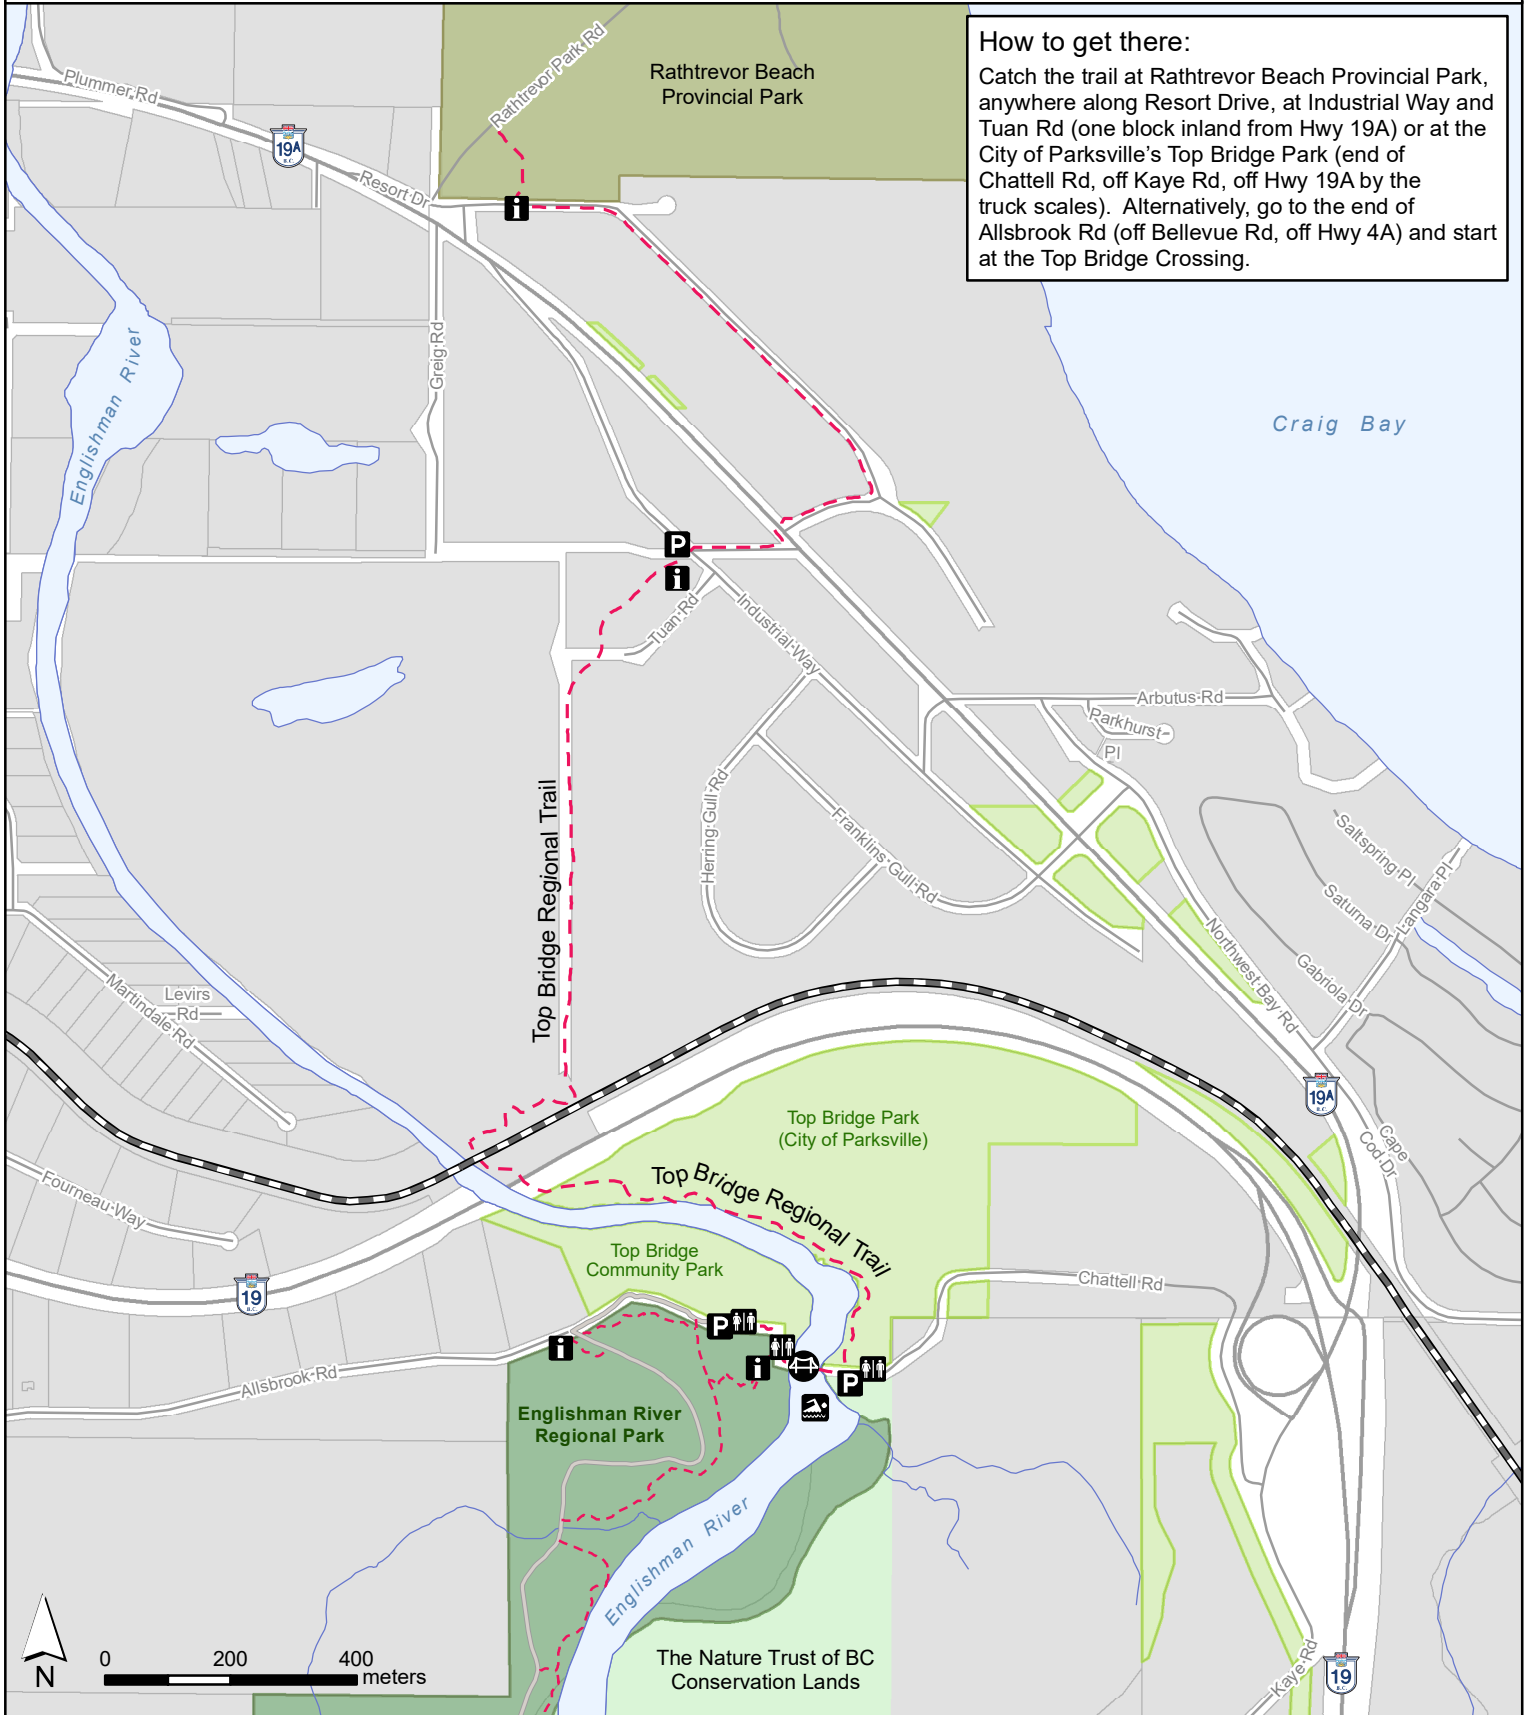 How to get there:
Catch the trail at Rathtrevor Beach Provincial Park,
anywhere along Resort Drive, at Industrial Way and
Tuan Rd (one block inland from Hwy 19A) or at the
City of Parksville's Top Bridge Park (end of
Chattell Rd, off Kaye Rd, off Hwy 19A by the
truck scales).  Alternatively, go to the end of
Allsbrook Rd (off Bellevue Rd, off Hwy 4A) and start
at the Top Bridge Crossing.
Rathtrevor Park Rd
Rathtrevor Beach
Provincial Park
Plummer Rd
19A
B.C.
Resort Dr
i
Greig Rd
Englishman River
Craig Bay
P
i
Tuan Rd
Industrial Way
Arbutus Rd
Parkhurst
Pl
Herring Gull Rd
Franklins Gull Rd
Top Bridge Regional Trail
Saltspring Pl
Saturna Dr
Langara Pl
Gabriola Dr
Northwest Bay Rd
Levirs
Rd
Martindale Rd
19A
B.C.
Cape
Cod Dr
Top Bridge Park
(City of Parksville)
Top Bridge Regional Trail
Fourneau Way
Top Bridge
Community Park
Chattell Rd
19
B.C.
P
i
i
P
Allsbrook Rd
Englishman River
Regional Park
Englishman River
The Nature Trust of BC
Conservation Lands
Kaye Rd
19
B.C.
N
0 200 400
meters